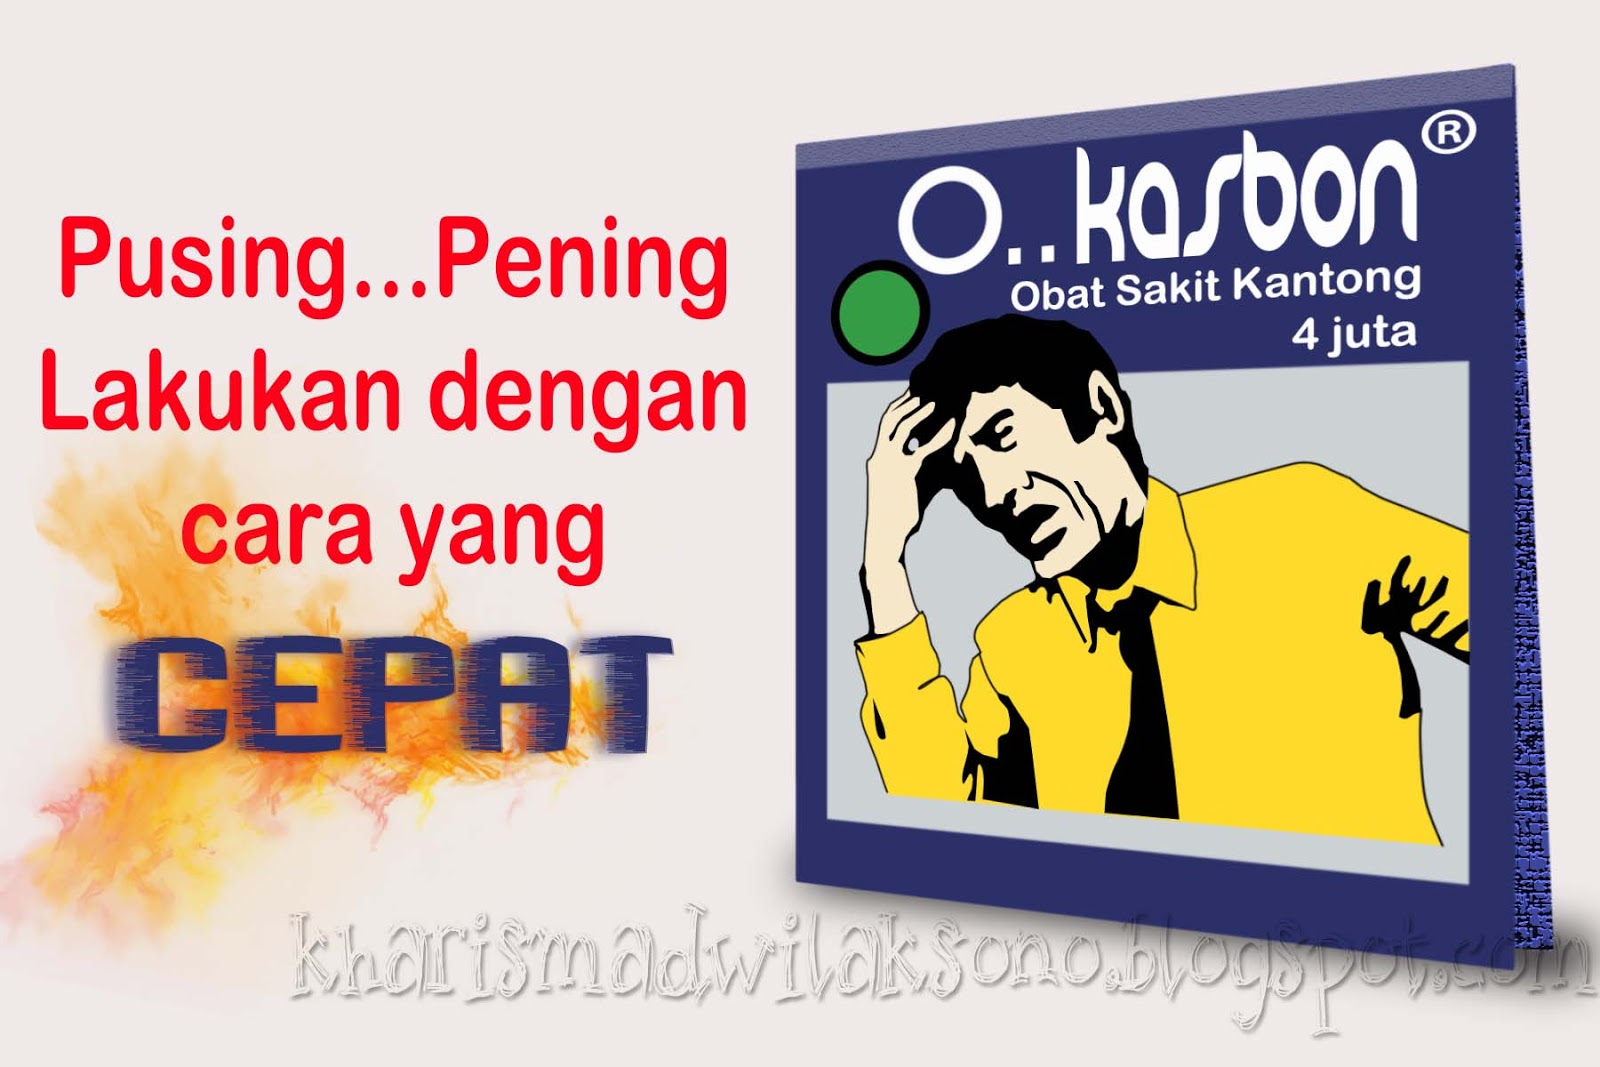 Pusing...Pening
Lakukan dengan
cara yang
CEPAT
O..kasbon®
Obat Sakit Kantong
4 juta
kharismadwilaksono.blogspot.com